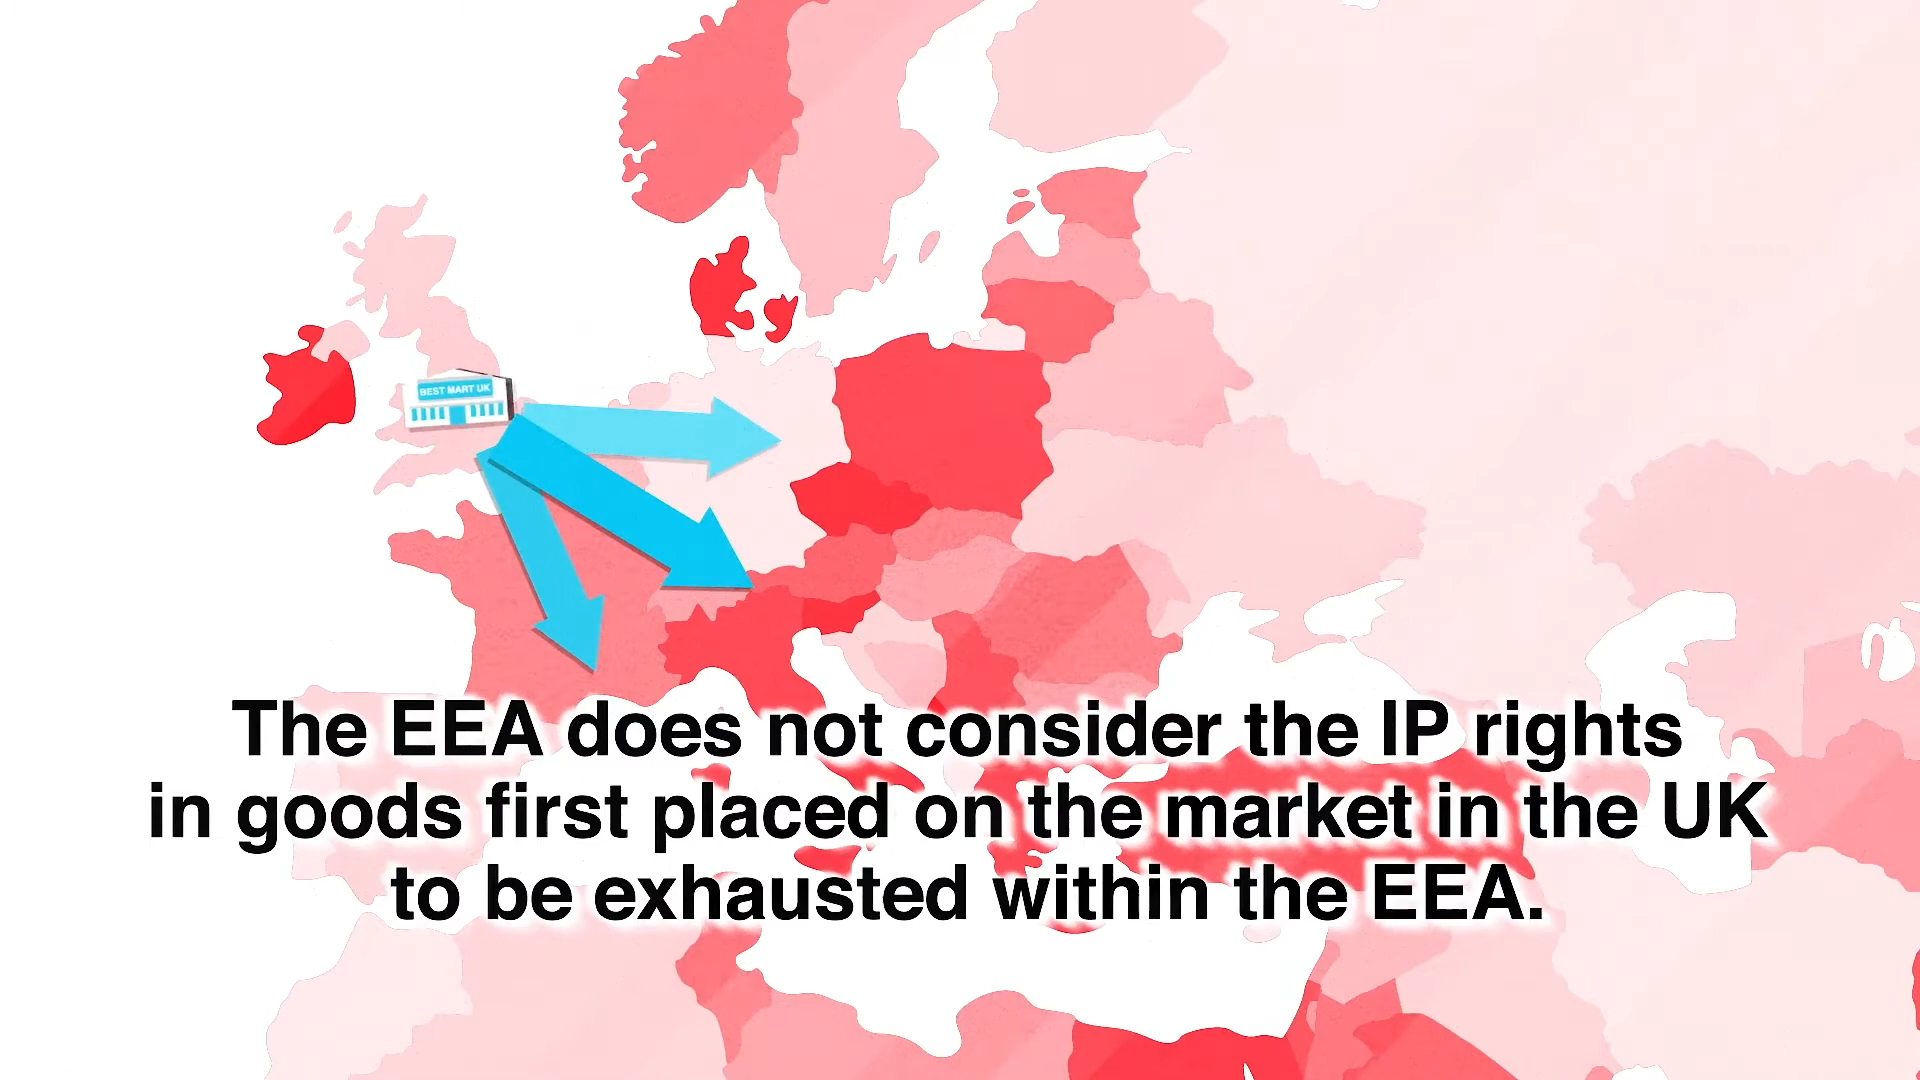 BEST MART UK
The EEA does not consider the IP rights
in goods first placed on the market in the UK
to be exhausted within the EEA.